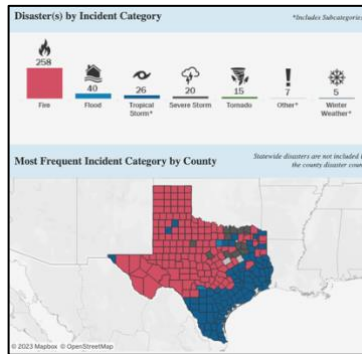 Disaster(s) by Incident Category
*Includes Subcategories
258
40
26
20
15
7
5
Fire
Flood
Tropical
Storm*
Severe Storm
Tornado
Other*
Winter
Weather*
Most Frequent Incident Category by County
Statewide disasters are not included
the county disaster coun
© 2023 Mapbox © OpenStreetMap